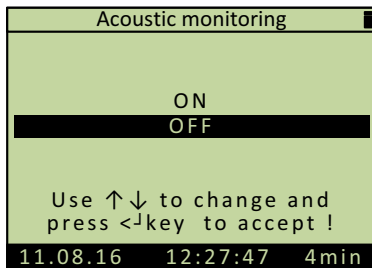 Acoustic monitoring
ON
OFF
Use ↑↓ to change and
press <┘key to accept !
11.08.16 12:27:47 4min